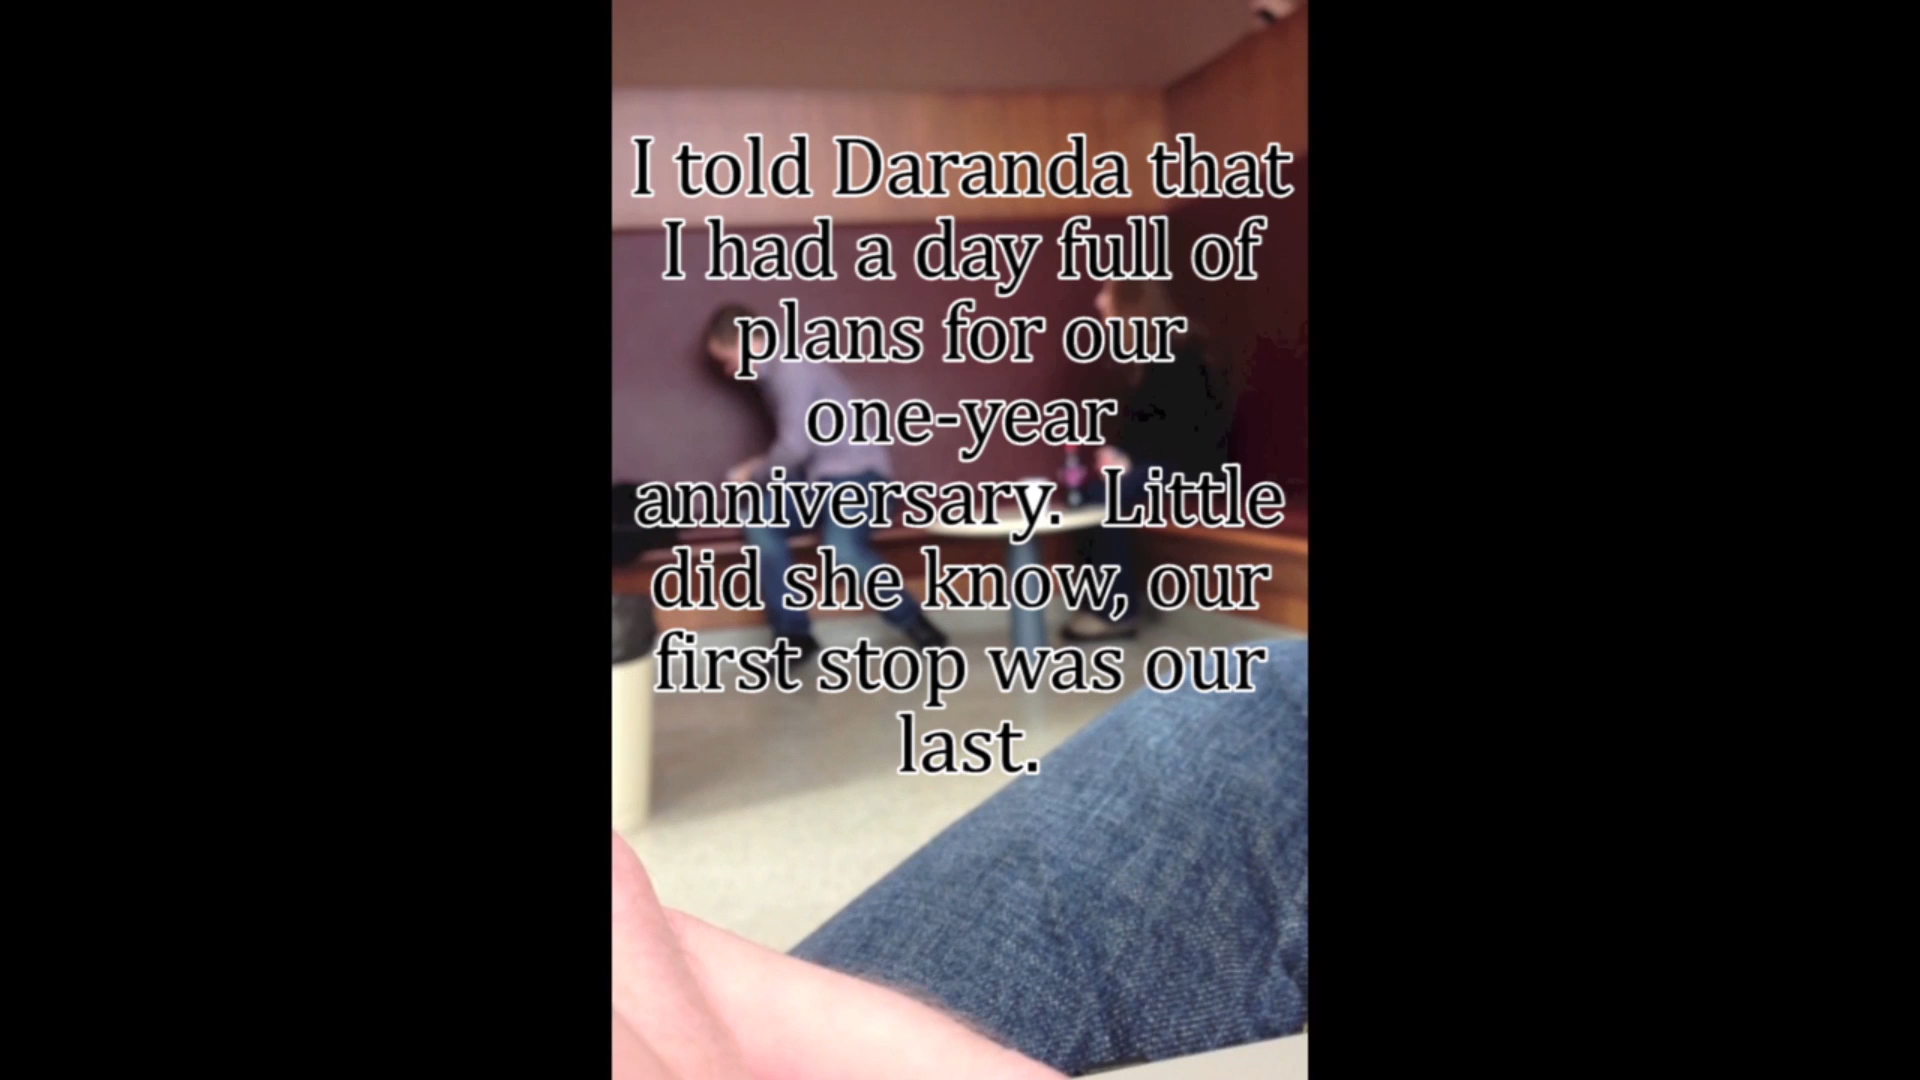 I told Daranda that
I had a day full of
plans for our
one-year
anniversary.  Little
did she know, our
first stop was our
last.